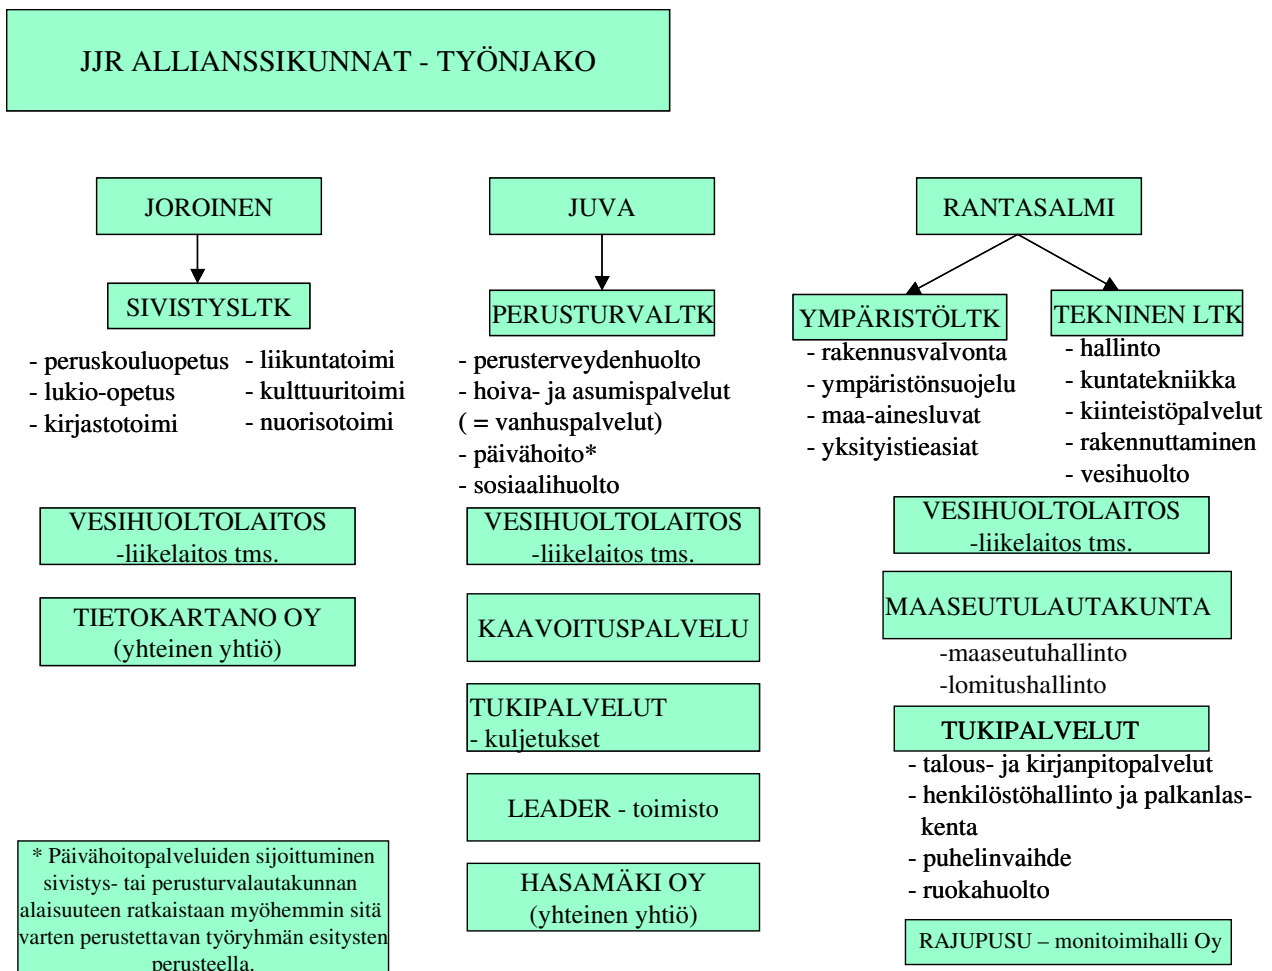 JJR ALLIANSSIKUNNAT - TYÖNJAKO
JOROINEN
SIVISTYSLTK
- peruskouluopetus
- lukio-opetus
- kirjastotoimi
- liikuntatoimi
- kulttuuritoimi
- nuorisotoimi
VESIHUOLTOLAITOS
-liikelaitos tms.
TIETOKARTANO OY
(yhteinen yhtiö)
* Päivähoitopalveluiden sijoittuminen
sivistys- tai perusturvalautakunnan
alaisuuteen ratkaistaan myöhemmin sitä
varten perustettavan työryhmän esitysten
perusteella.
JUVA
PERUSTURVALTK
- perusterveydenhuolto
- hoiva- ja asumispalvelut
( = vanhuspalvelut)
- päivähoito*
- sosiaalihuolto
VESIHUOLTOLAITOS
-liikelaitos tms.
KAAVOITUSPALVELU
TUKIPALVELUT
- kuljetukset
LEADER - toimisto
HASAMÄKI OY
(yhteinen yhtiö)
RANTASALMI
YMPÄRISTÖLTK
- rakennusvalvonta
- ympäristönsuojelu
- maa-ainesluvat
- yksityistieasiat
TEKNINEN LTK
- hallinto
- kuntatekniikka
- kiinteistöpalvelut
- rakennuttaminen
- vesihuolto
VESIHUOLTOLAITOS
-liikelaitos tms.
MAASEUTULAUTAKUNTA
-maaseutuhallinto
-lomitushallinto
TUKIPALVELUT
- talous- ja kirjanpitopalvelut
- henkilöstöhallinto ja palkanlas-
kenta
- puhelinvaihde
- ruokahuolto
RAJUPUSU – monitoimihalli Oy